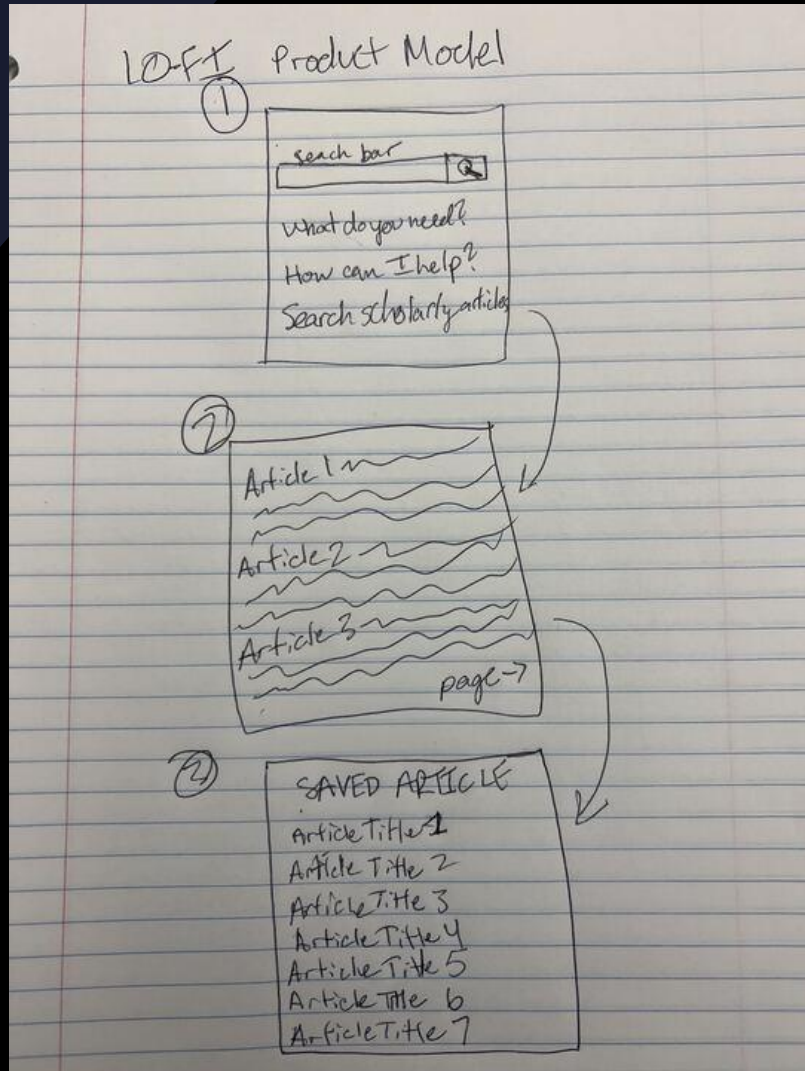 LO-FI Product Model
1
seach bar
What do you need?
How can I help?
Search scholarly articles
2
Article 1
Article 2
Article 3
page →
2
SAVED ARTICLE
Article Title 1
Article Title 2
Article Title 3
Article Title 4
Article Title 5
Article Title 6
Article Title 7